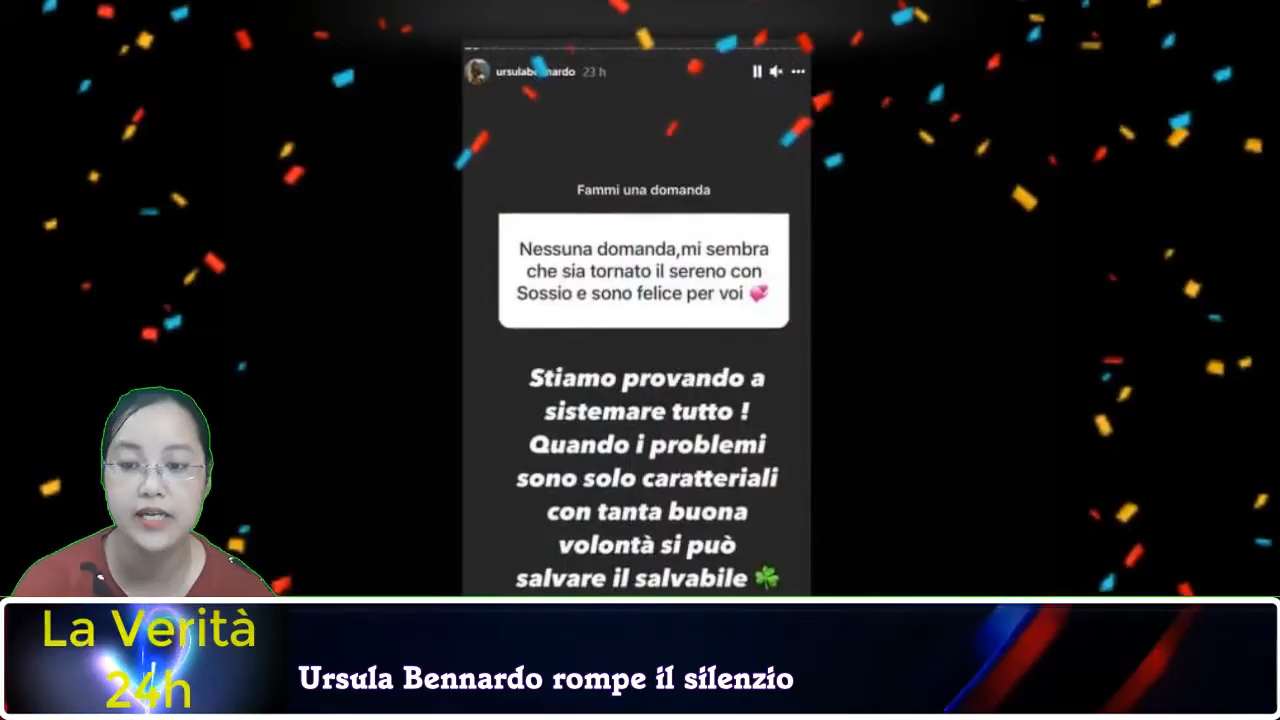 ursulabennardo 23 h
Fammi una domanda
Nessuna domanda,mi sembra
che sia tornato il sereno con
Sossio e sono felice per voi 💞
Stiamo provando a
sistemare tutto !
Quando i problemi
sono solo caratteriali
con tanta buona
volontà si può
salvare il salvabile ☘️
La Verità
24h
Ursula Bennardo rompe il silenzio